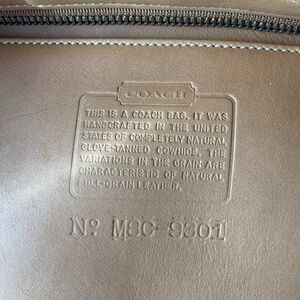 COACH
THIS IS A COACH BAG. IT WAS
HANDCRAFTED IN THE UNITED
STATES OF COMPLETELY NATURAL
GLOVE-TANNED COWHIDE. THE
VARIATIONS IN THE GRAIN ARE
CHARACTERISTIC OF NATURAL
FULL-GRAIN LEATHER.
Nº M8C-9301